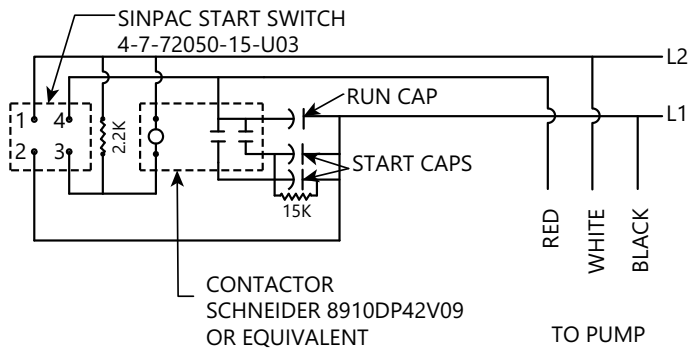 SINPAC START SWITCH
4-7-72050-15-U03
L2
RUN CAP
L1
1
4
2.2K
2
3
START CAPS
15K
RED
WHITE
BLACK
CONTACTOR
SCHNEIDER 8910DP42V09
OR EQUIVALENT
TO PUMP